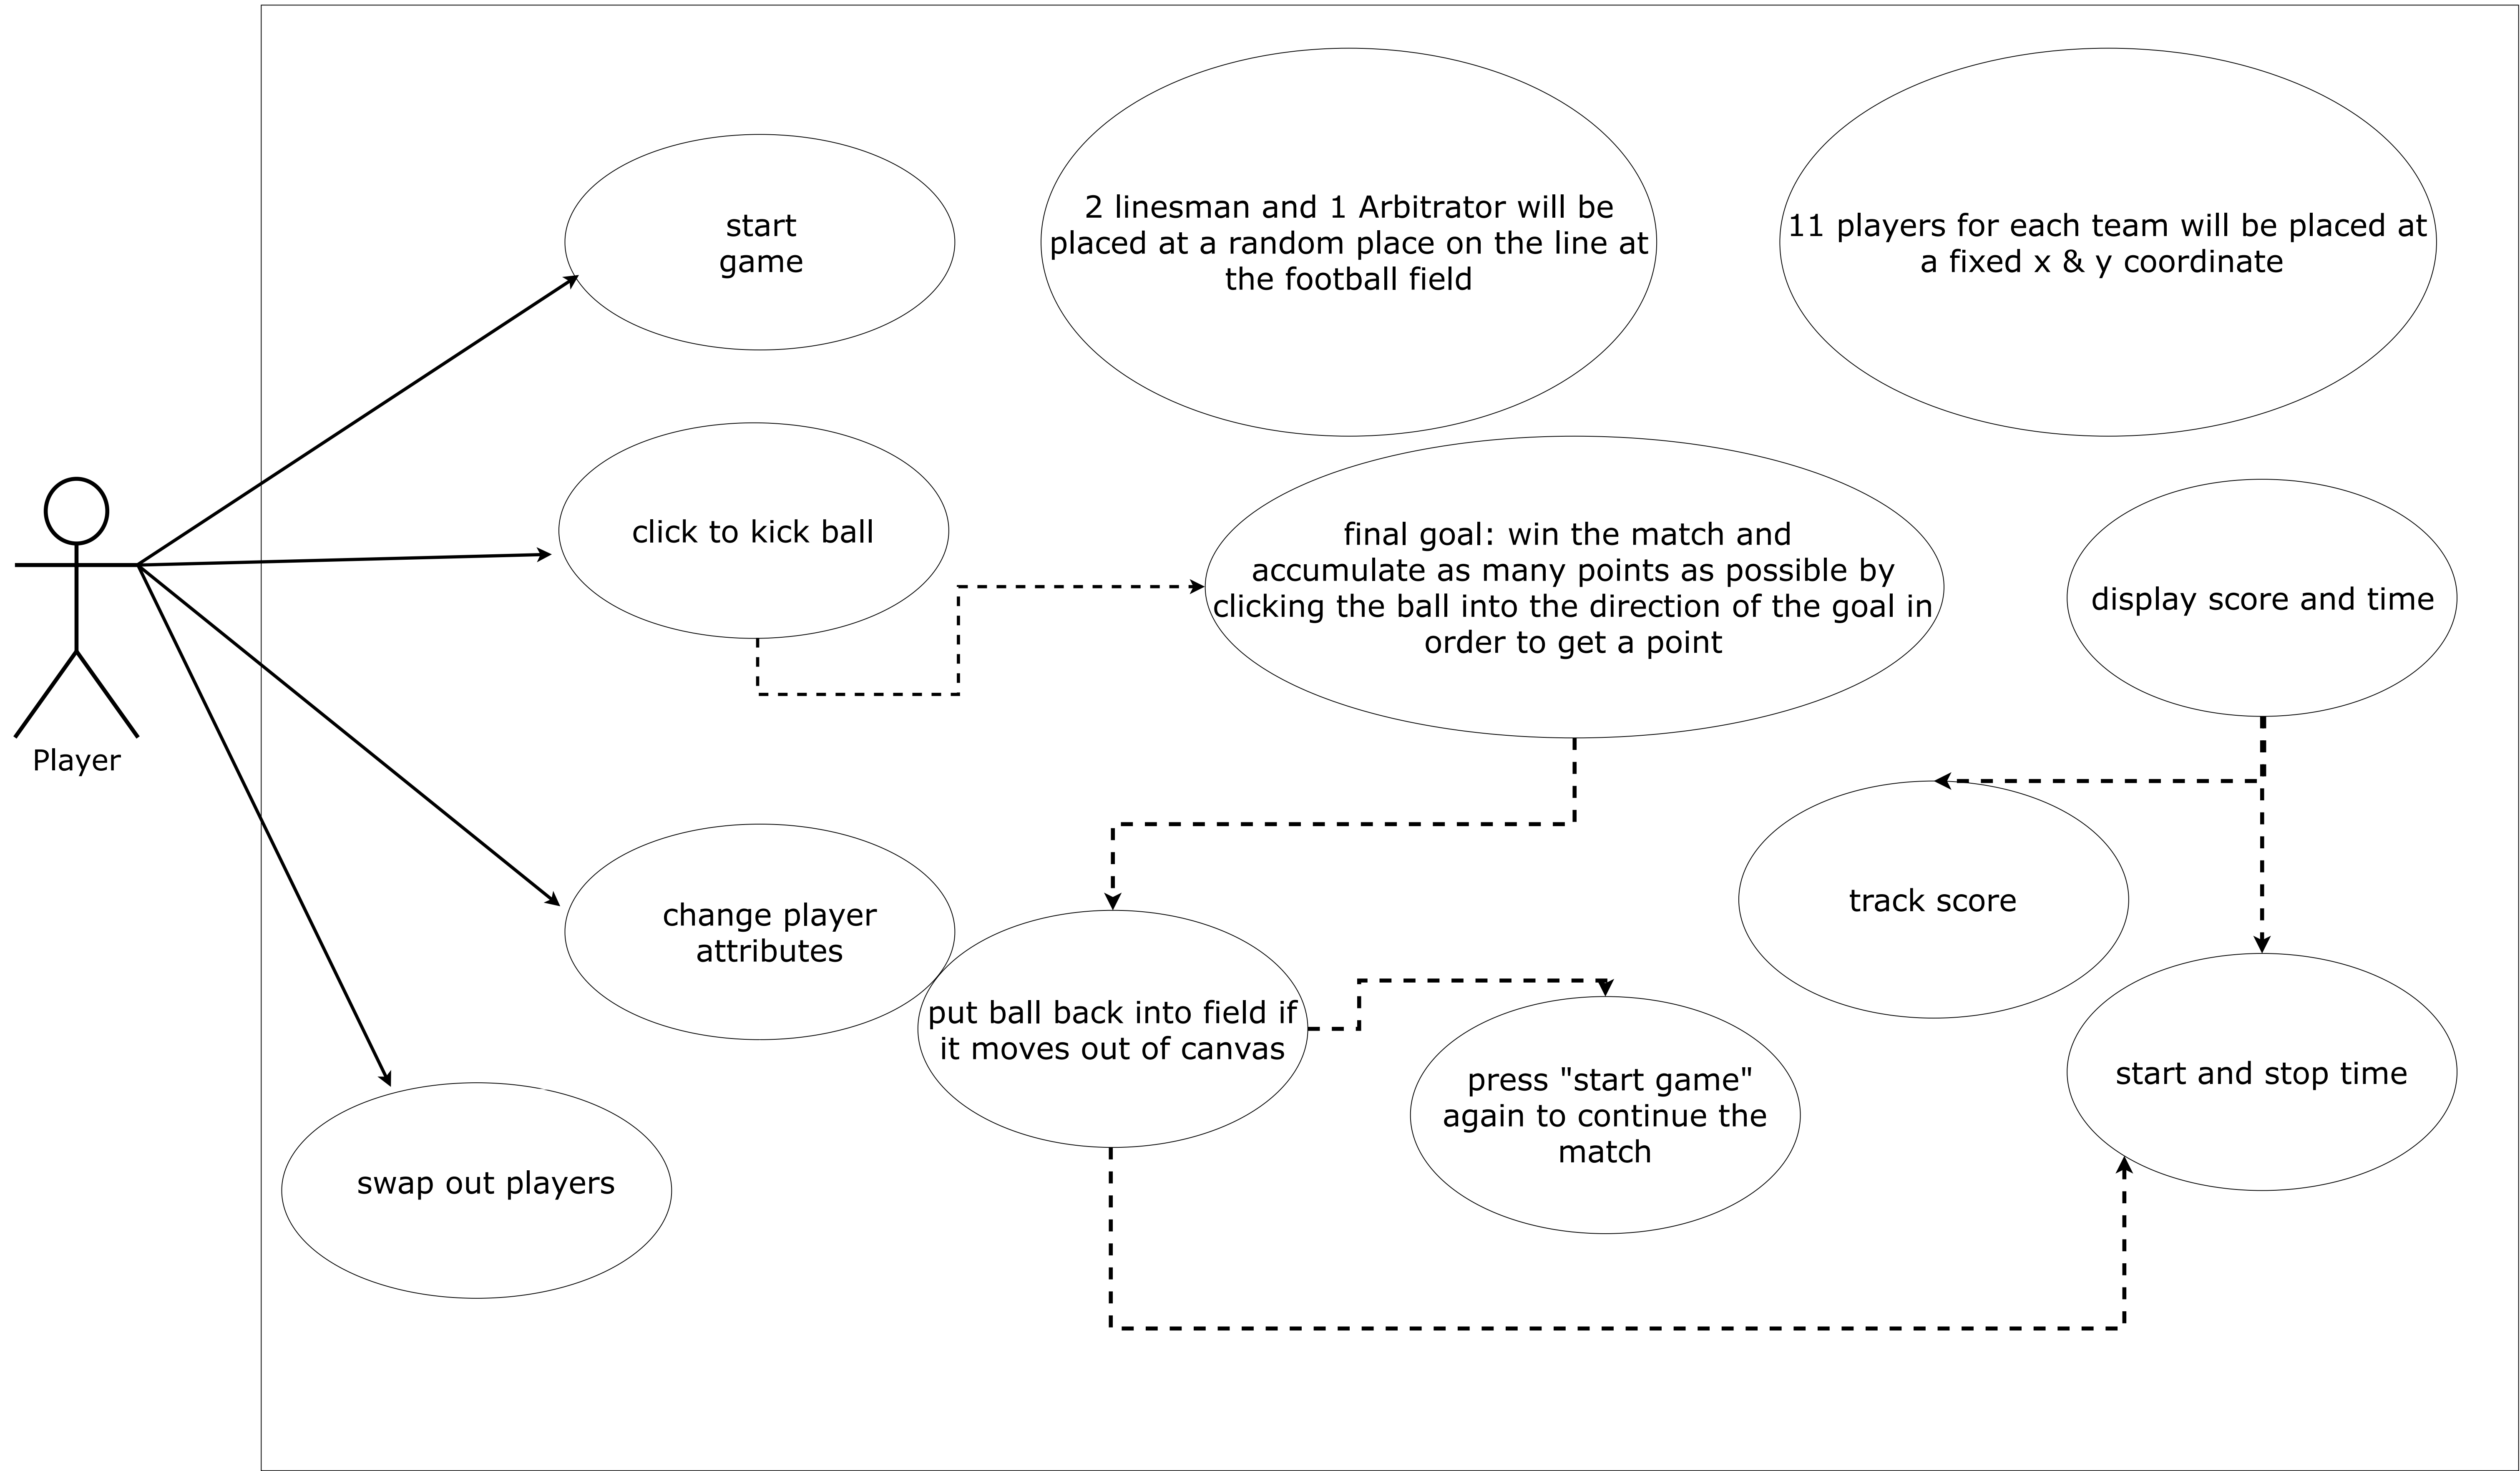 start
game
2 linesman and 1 Arbitrator will be
placed at a random place on the line at
the football field
11 players for each team will be placed at
a fixed x & y coordinate
click to kick ball
final goal: win the match and
accumulate as many points as possible by
clicking the ball into the direction of the goal in
order to get a point
display score and time
Player
change player
attributes
track score
put ball back into field if
it moves out of canvas
press "start game"
again to continue the
match
start and stop time
swap out players